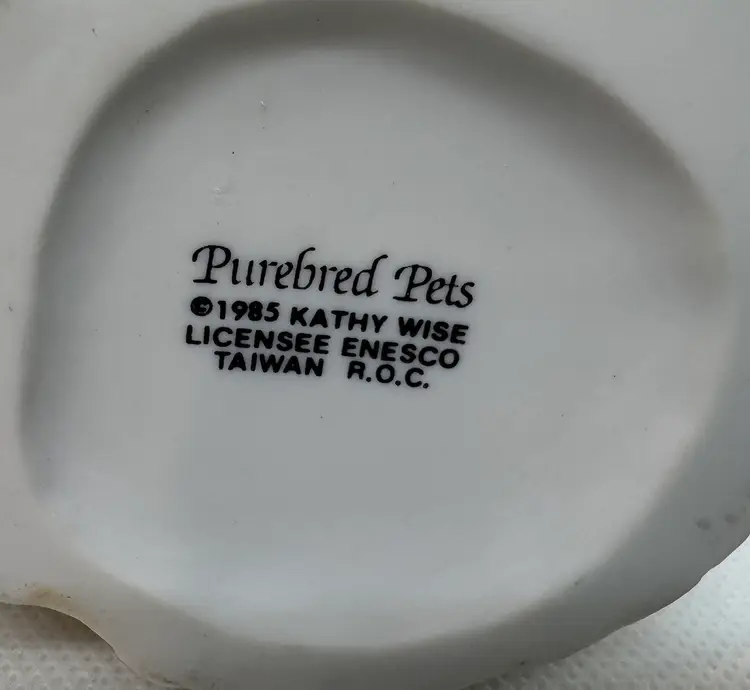 Purebred Pets
©1985 KATHY WISE
LICENSEE ENESCO
TAIWAN R.O.C.